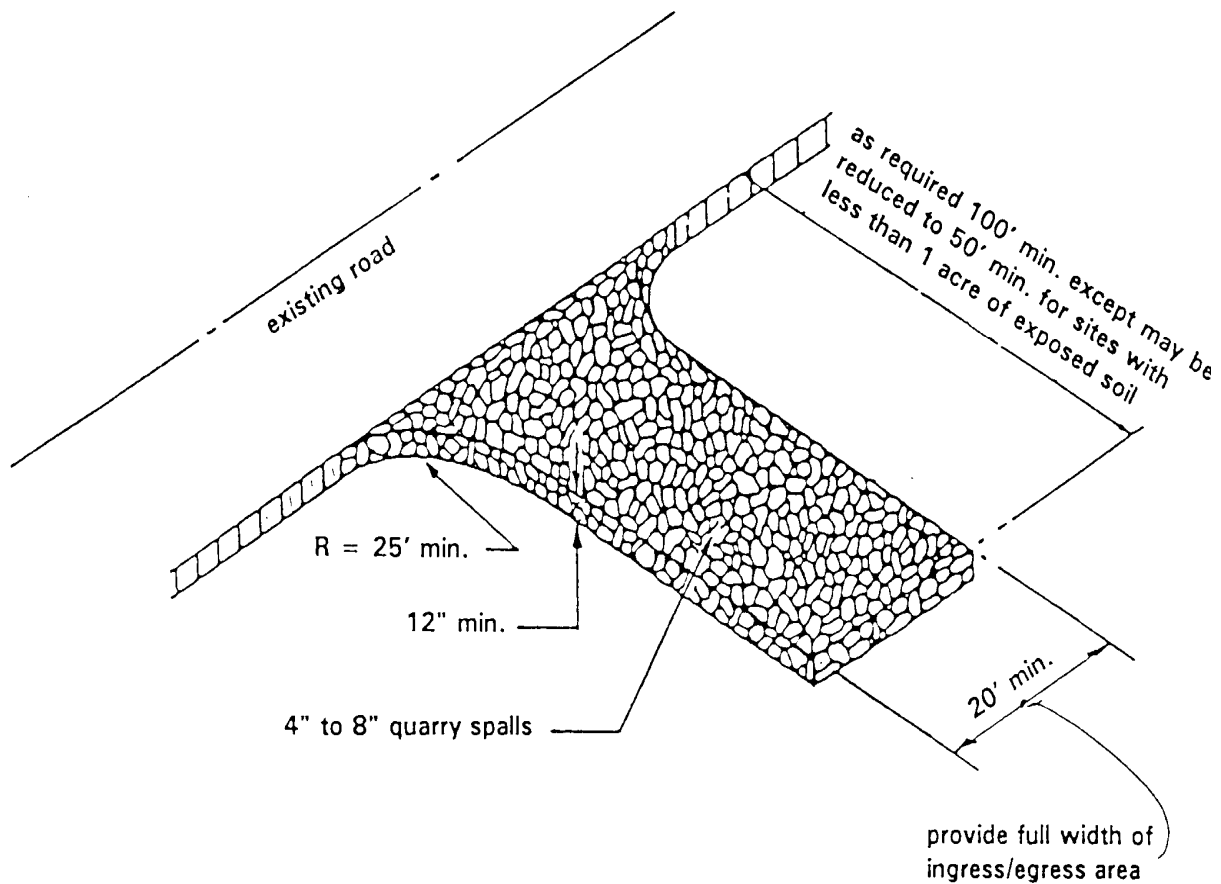 as required 100' min. except may be
reduced to 50' min. for sites with
less than 1 acre of exposed soil
existing road
R = 25' min.
12" min.
4" to 8" quarry spalls
20' min.
provide full width of
ingress/egress area